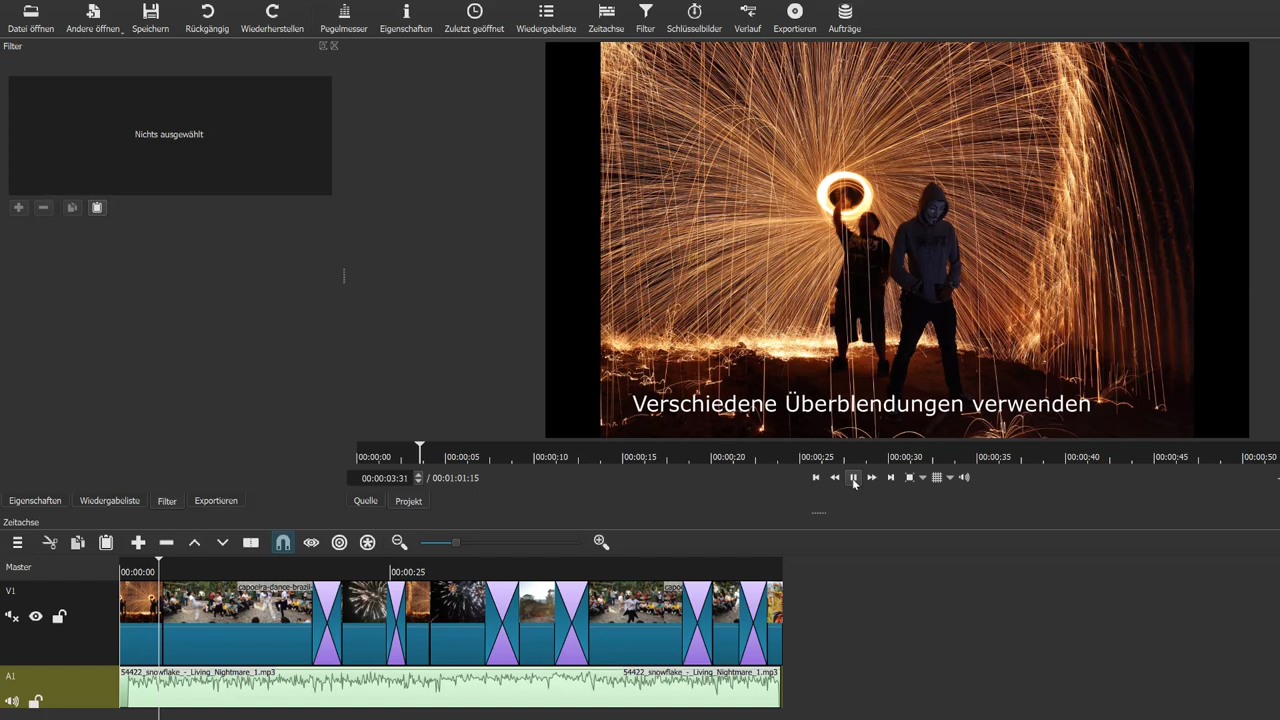 Datei öffnen Andere öffnen Speichern Rückgängig Wiederherstellen Pegelmesser Eigenschaften Zuletzt geöffnet Wiedergabeliste Zeitachse Filter Schlüsselbilder Verlauf Exportieren Aufträge
Filter
Nichts ausgewählt
Verschiedene Überblendungen verwenden
00:00:00 00:00:05 00:00:10 00:00:15 00:00:20 00:00:25 00:00:30 00:00:35 00:00:40 00:00:45 00:00:50
00:00:03:31 / 00:01:01:15
Eigenschaften Wiedergabeliste Filter Exportieren
Quelle Projekt
Zeitachse
Master 00:00:00 00:00:25
V1
capoeira-dance-brazil-
capo
A1
54422_snowflake_-_Living_Nightmare_1.mp3 54422_snowflake_-_Living_Nightmare_1.mp3